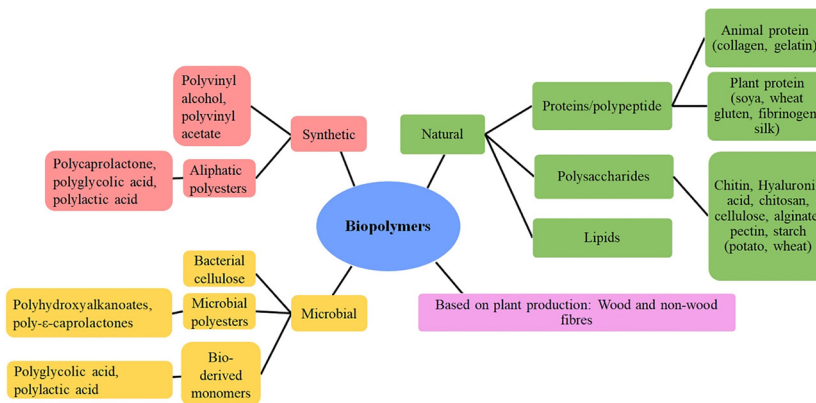 Polyvinyl
alcohol,
polyvinyl
acetate
Synthetic
Polycaprolactone,
polyglycolic acid,
polylactic acid
Aliphatic
polyesters
Biopolymers
Natural
Proteins/polypeptide
Animal protein
(collagen, gelatin)
Plant protein
(soya, wheat
gluten, fibrinogen
silk)
Polysaccharides
Chitin, Hyaluroni
acid, chitosan,
cellulose, alginate
pectin, starch
(potato, wheat)
Lipids
Based on plant production: Wood and non-wood
fibres
Bacterial
cellulose
Polyhydroxyalkanoates,
poly-ε-caprolactones
Microbial
polyesters
Microbial
Polyglycolic acid,
polylactic acid
Bio-
derived
monomers